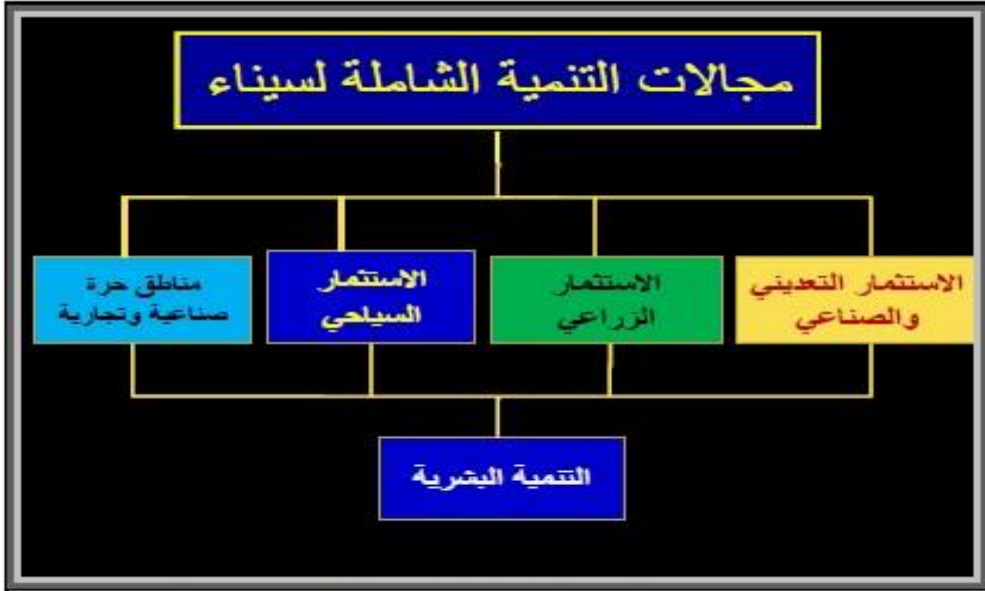 مجالات التنمية الشاملة لسيناء
الاستثمار التعديني
والصناعي
الاستثمار
الزراعي
الاستثمار
السياحي
مناطق حرة
صناعية وتجارية
التنمية البشرية